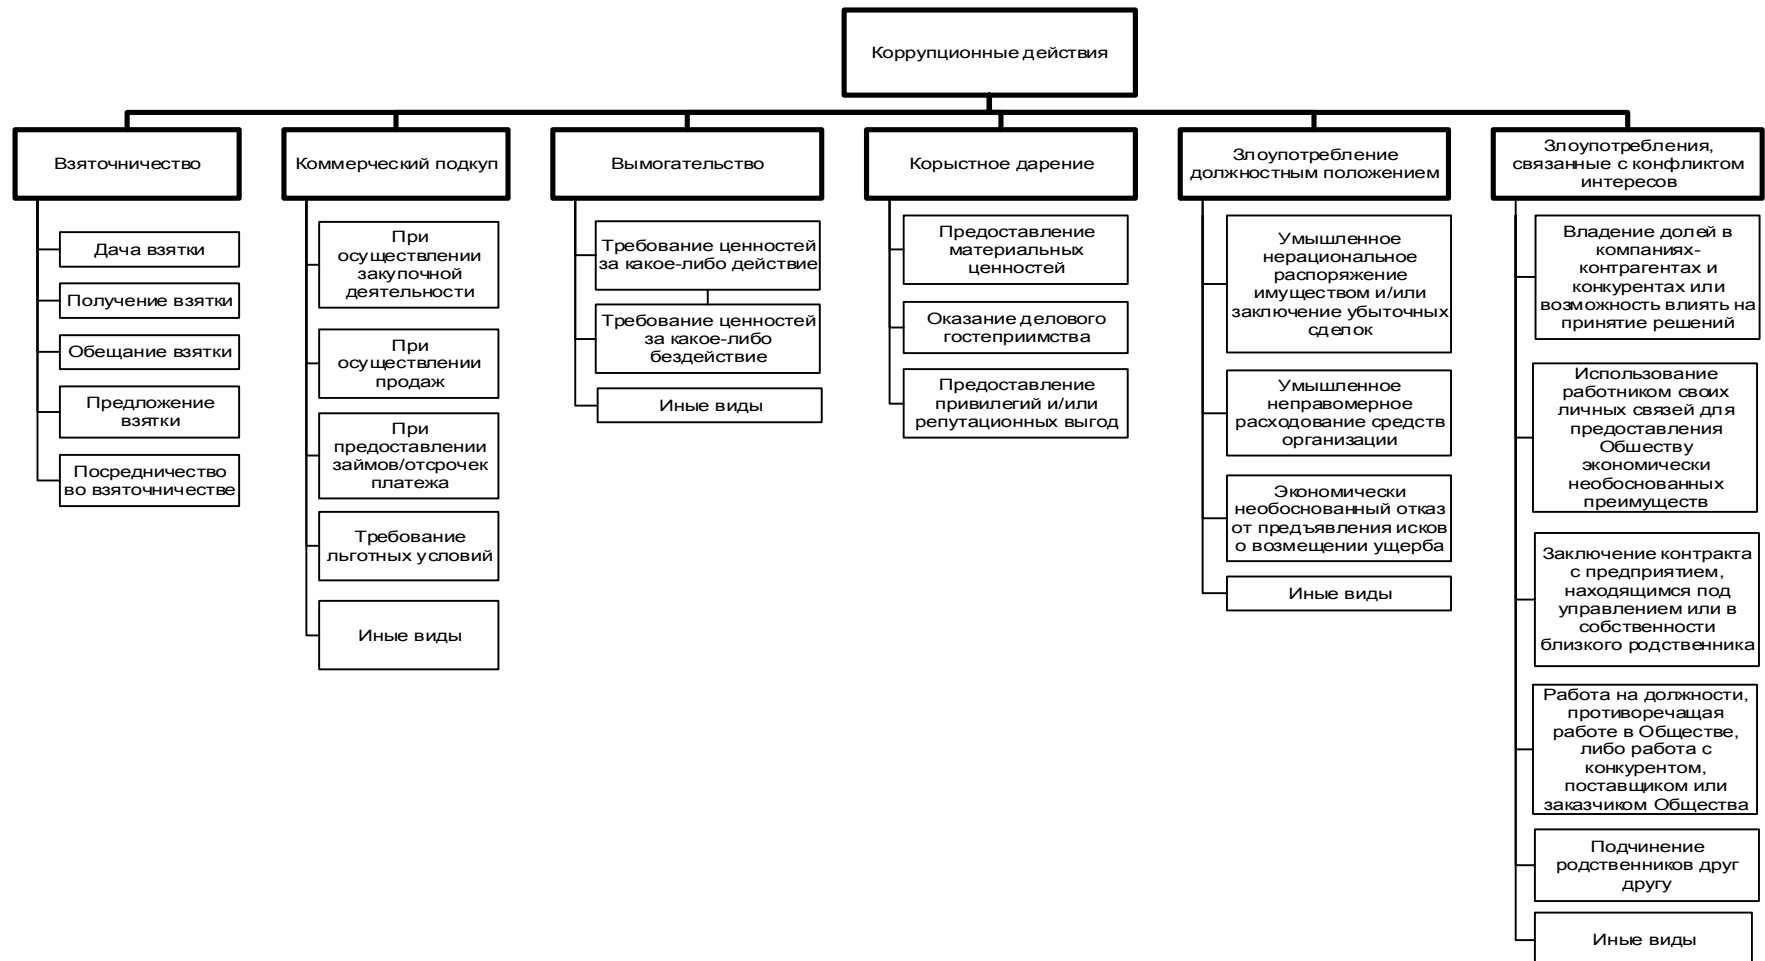 Коррупционные действия
Взяточничество
Дача взятки
Получение взятки
Обещание взятки
Предложение
взятки
Посредничество
во взяточничестве
Коммерческий подкуп
При
осуществлении
закупочной
деятельности
При
осуществлении
продаж
При
предоставлении
займов/отсрочек
платежа
Требование
льготных условий
Иные виды
Вымогательство
Требование ценностей
за какое-либо действие
Требование ценностей
за какое-либо
бездействие
Иные виды
Корыстное дарение
Предоставление
материальных
ценностей
Оказание делового
гостеприимства
Предоставление
привилегий и/или
репутационных выгод
Злоупотребление
должностным положением
Умышленное
нерациональное
распоряжение
имуществом и/или
заключение убыточных
сделок
Умышленное
неправомерное
расходование средств
организации
Экономически
необоснованный отказ
от предъявления исков
о возмещении ущерба
Иные виды
Злоупотребления,
связанные с конфликтом
интересов
Владение долей в
компаниях-
контрагентах и
конкурентах или
возможность влиять на
принятие решений
Использование
работником своих
личных связей для
предоставления
Обшеству
экономически
необоснованных
преимуществ
Заключение контракта
с предприятием,
находящимся под
управлением или в
собственности
близкого родственника
Работа на должности,
противоречащая
работе в Обществе,
либо работа с
конкурентом,
поставщиком или
заказчиком Общества
Подчинение
родственников друг
другу
Иные виды